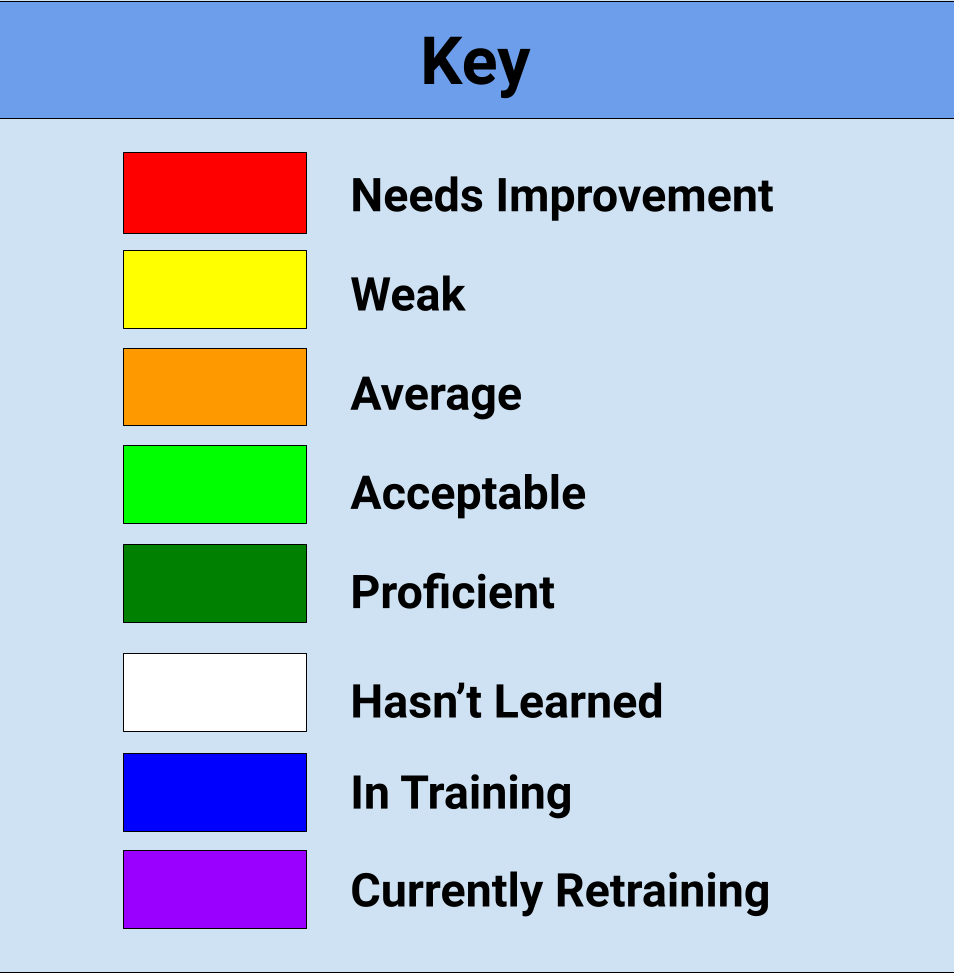 Key
Needs Improvement
Weak
Average
Acceptable
Proficient
Hasn’t Learned
In Training
Currently Retraining